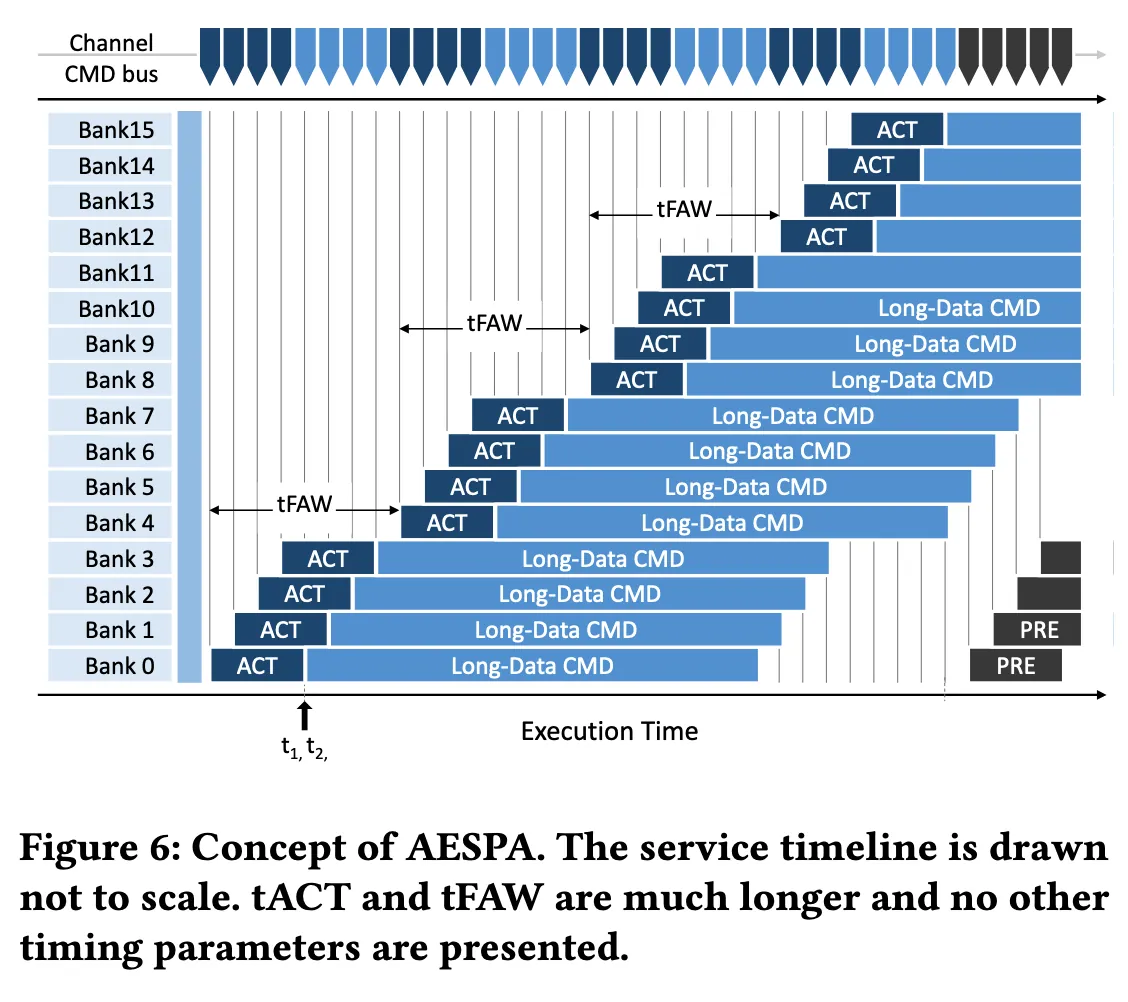 Channel
CMD bus
Bank15 ACT
Bank14 ACT
Bank13 ACT
tFAW
Bank12 ACT
Bank11 ACT
Bank10 ACT Long-Data CMD
tFAW
Bank 9 ACT Long-Data CMD
Bank 8 ACT Long-Data CMD
Bank 7 ACT Long-Data CMD
Bank 6 ACT Long-Data CMD
Bank 5 ACT Long-Data CMD
tFAW
Bank 4 ACT Long-Data CMD
Bank 3 ACT Long-Data CMD
Bank 2 ACT Long-Data CMD
Bank 1 ACT Long-Data CMD PRE
Bank 0 ACT Long-Data CMD PRE
Execution Time
t1, t2,
Figure 6: Concept of AESPA. The service timeline is drawn
not to scale. tACT and tFAW are much longer and no other
timing parameters are presented.